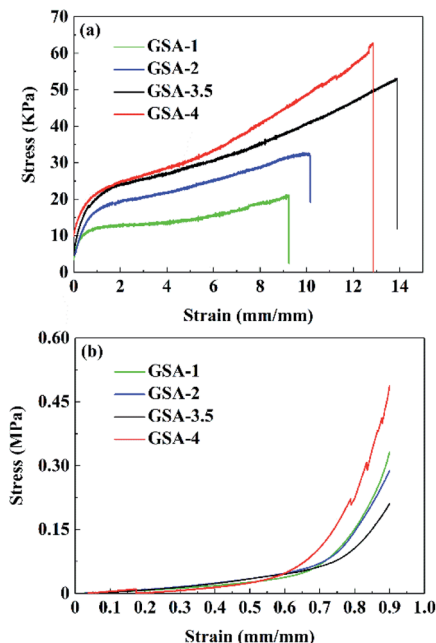 (a)
GSA-1
GSA-2
GSA-3.5
GSA-4
Stress (KPa)
70
60
50
40
30
20
10
0
0 2 4 6 8 10 12 14
Strain (mm/mm)
(b)
GSA-1
GSA-2
GSA-3.5
GSA-4
Stress (MPa)
0.60
0.45
0.30
0.15
0
0 0.1 0.2 0.3 0.4 0.5 0.6 0.7 0.8 0.9 1.0
Strain (mm/mm)